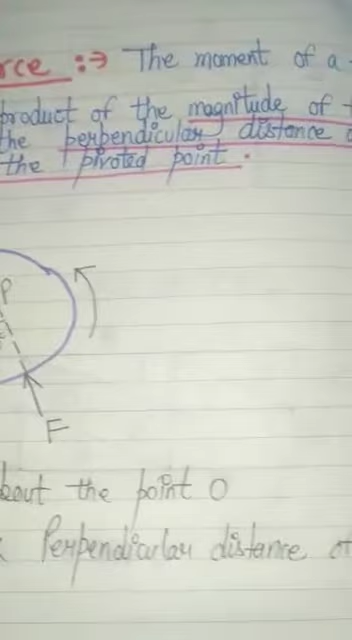 rce :→ The moment of a
product of the magnitude of
the perpendicular distance
the pivoted point .
P
F
bout the point O
Perpendicular distance of